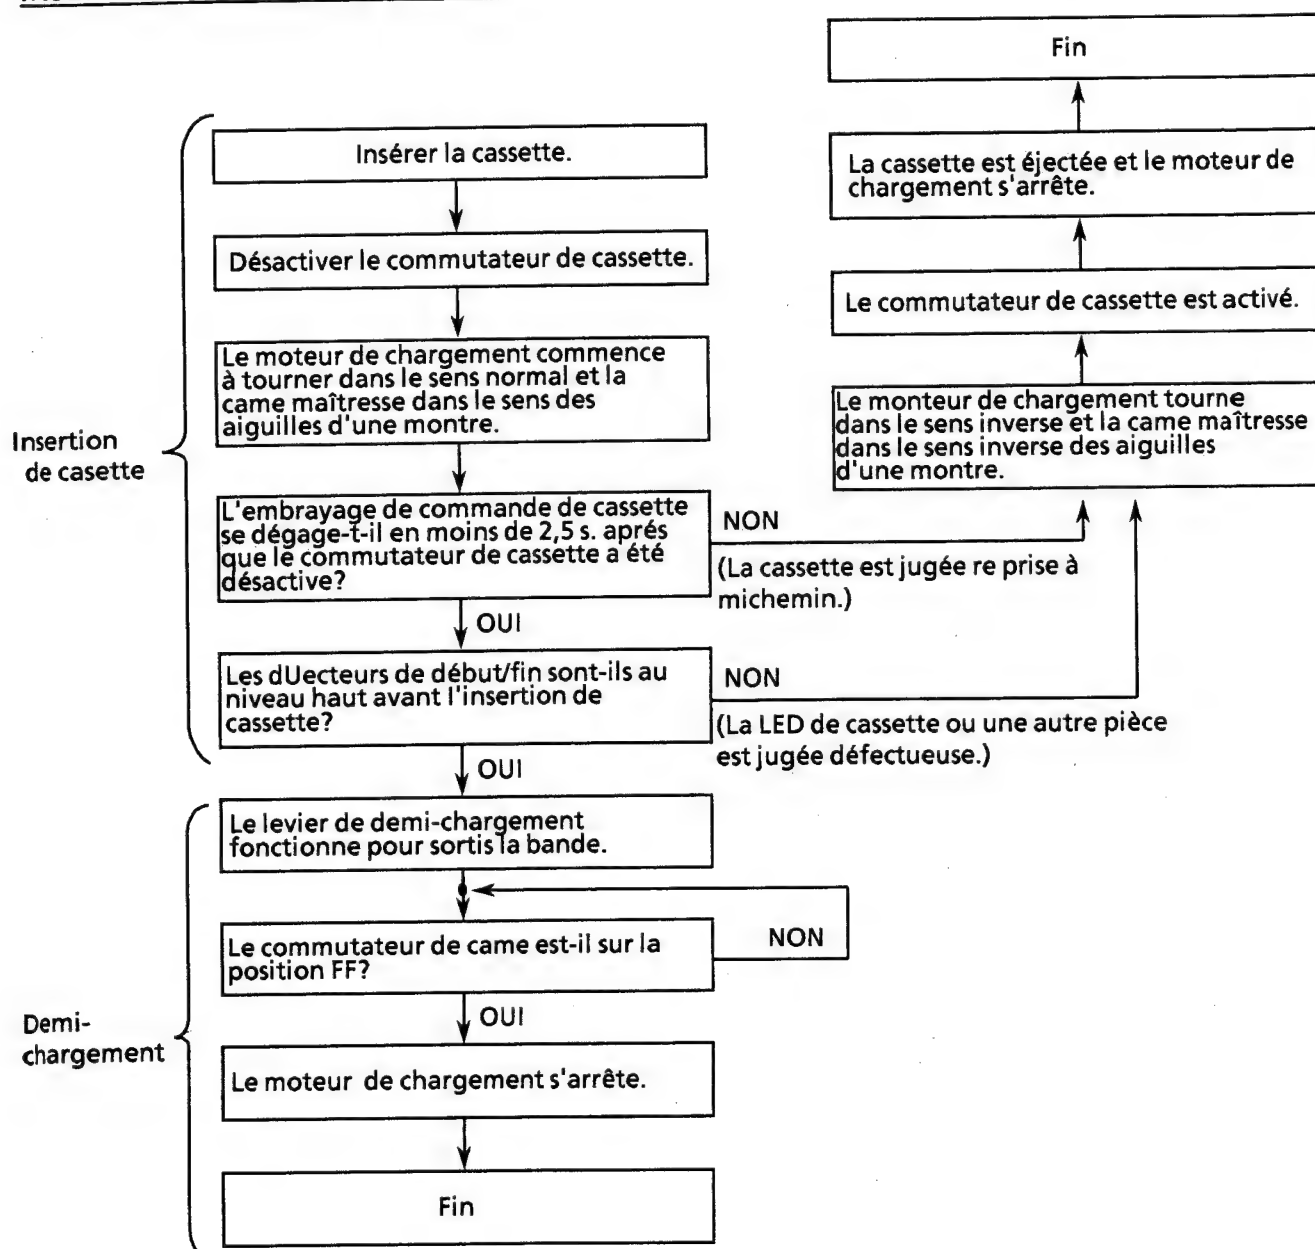 Insertion
de casette
Insérer la cassette.
Désactiver le commutateur de cassette.
Le moteur de chargement commence
à tourner dans le sens normal et la
came maîtresse dans le sens des
aiguilles d'une montre.
L'embrayage de commande de cassette
se dégage-t-il en moins de 2,5 s. aprés
que le commutateur de cassette a été
désactive?
NON
(La cassette est jugée re prise à
michemin.)
OUI
Les dUecteurs de début/fin sont-ils au
niveau haut avant l'insertion de
cassette?
NON
(La LED de cassette ou une autre pièce
est jugée défectueuse.)
OUI
Demi-
chargement
Le levier de demi-chargement
fonctionne pour sortis la bande.
Le commutateur de came est-il sur la
position FF?
NON
OUI
Le moteur de chargement s'arrête.
Fin
Fin
La cassette est éjectée et le moteur de
chargement s'arrête.
Le commutateur de cassette est activé.
Le monteur de chargement tourne
dans le sens inverse et la came maîtresse
dans le sens inverse des aiguilles
d'une montre.